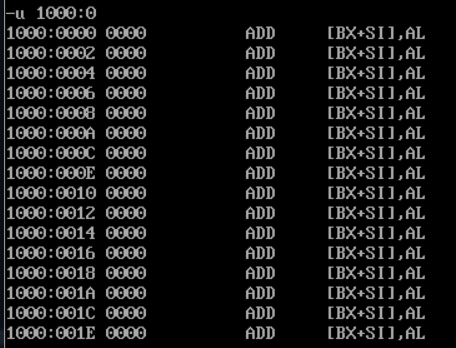 -u 1000:0
1000:0000 0000 ADD [BX+SI],AL
1000:0002 0000 ADD [BX+SI],AL
1000:0004 0000 ADD [BX+SI],AL
1000:0006 0000 ADD [BX+SI],AL
1000:0008 0000 ADD [BX+SI],AL
1000:000A 0000 ADD [BX+SI],AL
1000:000C 0000 ADD [BX+SI],AL
1000:000E 0000 ADD [BX+SI],AL
1000:0010 0000 ADD [BX+SI],AL
1000:0012 0000 ADD [BX+SI],AL
1000:0014 0000 ADD [BX+SI],AL
1000:0016 0000 ADD [BX+SI],AL
1000:0018 0000 ADD [BX+SI],AL
1000:001A 0000 ADD [BX+SI],AL
1000:001C 0000 ADD [BX+SI],AL
1000:001E 0000 ADD [BX+SI],AL